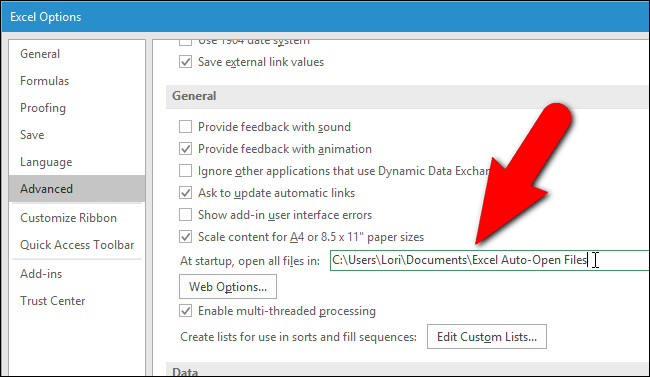 Excel Options
General
Formulas
Proofing
Save
Language
Advanced
Customize Ribbon
Quick Access Toolbar
Add-ins
Trust Center
Use 1904 date system
Save external link values
General
Provide feedback with sound
Provide feedback with animation
Ignore other applications that use Dynamic Data Exchan
Ask to update automatic links
Show add-in user interface errors
Scale content for A4 or 8.5 x 11" paper sizes
At startup, open all files in: C:\Users\Lori\Documents\Excel Auto-Open Files
Web Options...
Enable multi-threaded processing
Create lists for use in sorts and fill sequences: Edit Custom Lists...
Data